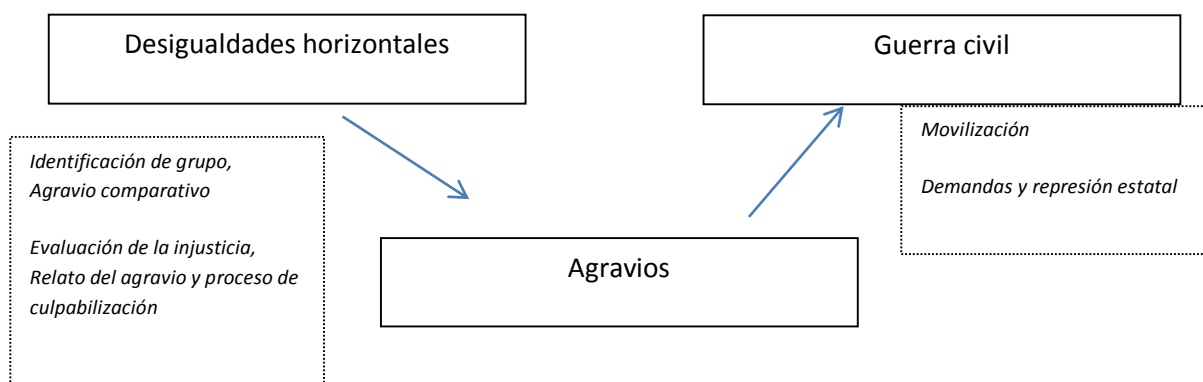 Desigualdades horizontales
Guerra civil
Identificación de grupo,
Agravio comparativo
Evaluación de la injusticia,
Relato del agravio y proceso de
culpabilización
Movilización
Demandas y represión estatal
Agravios